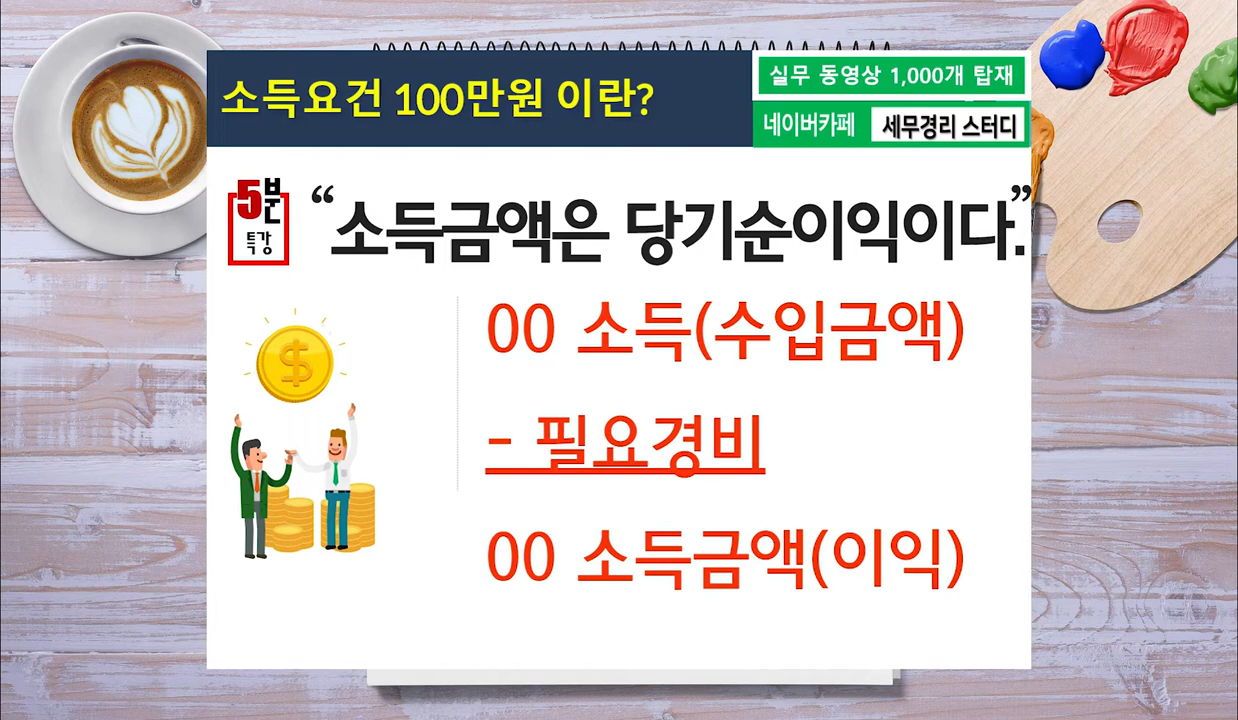 소득요건 100만원 이란?
실무 동영상 1,000개 탑재
네이버카페 세무경리 스터디
5분
특강
“소득금액은 당기순이익이다.”
00 소득(수입금액)
- 필요경비
00 소득금액(이익)